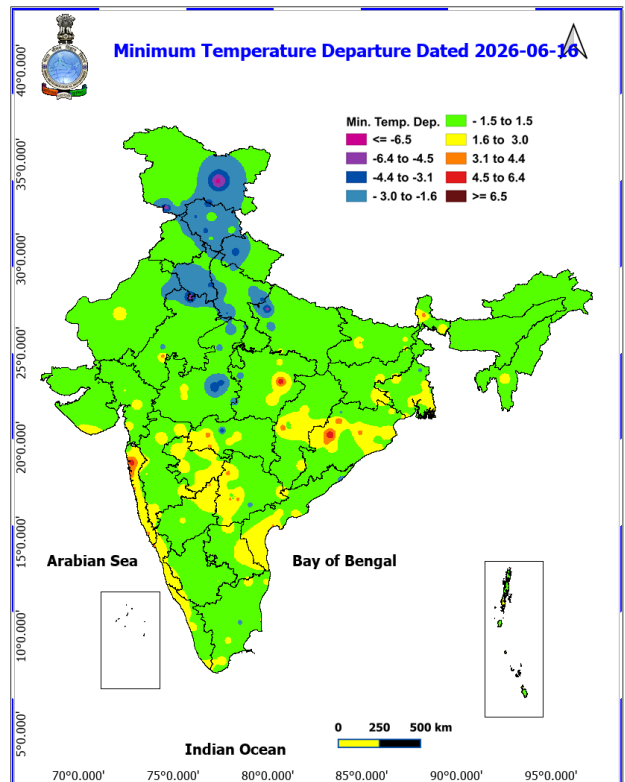 Minimum Temperature Departure Dated 2026-06-16
Min. Temp. Dep.
<= -6.5
-6.4 to -4.5
-4.4 to -3.1
- 3.0 to -1.6
- 1.5 to 1.5
1.6 to 3.0
3.1 to 4.4
4.5 to 6.4
>= 6.5
40°0.000'
35°0.000'
30°0.000'
25°0.000'
20°0.000'
15°0.000'
10°0.000'
5°0.000'
Arabian Sea
Bay of Bengal
0 250 500 km
Indian Ocean
70°0.000' 75°0.000' 80°0.000' 85°0.000' 90°0.000' 95°0.000'